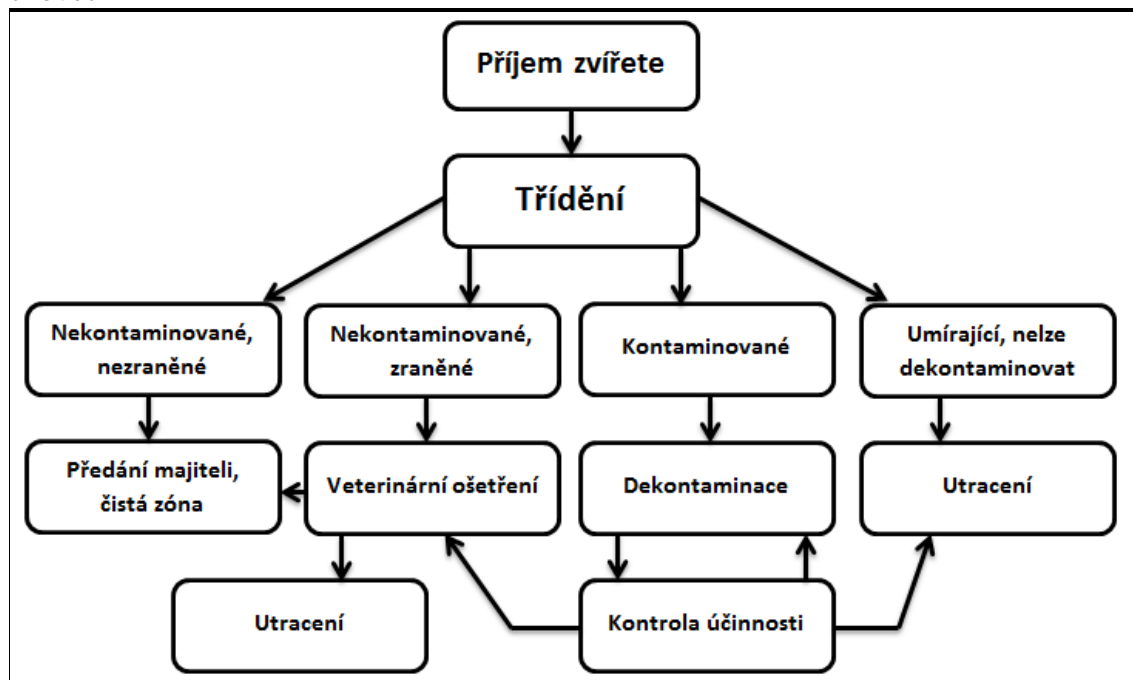 Příjem zvířete
Třídění
Nekontaminované,
nezraněné
Nekontaminované,
zraněné
Kontaminované
Umírající, nelze
dekontaminovat
Předání majiteli,
čistá zóna
Veterinární ošetření
Dekontaminace
Utracení
Utracení
Kontrola účinnosti